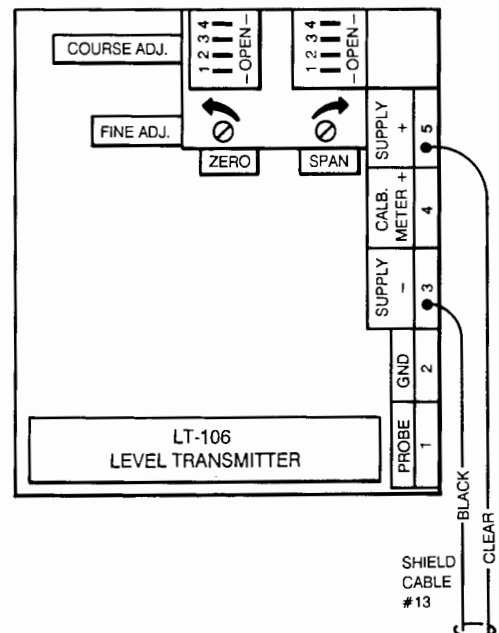 COURSE ADJ.
1 2 3 4
– OPEN –
1 2 3 4
– OPEN –
FINE ADJ.
ZERO
SPAN
SUPPLY +
5
CALB. METER +
4
SUPPLY –
3
GND
2
PROBE
1
LT-106
LEVEL TRANSMITTER
BLACK
CLEAR
SHIELD
CABLE
#13